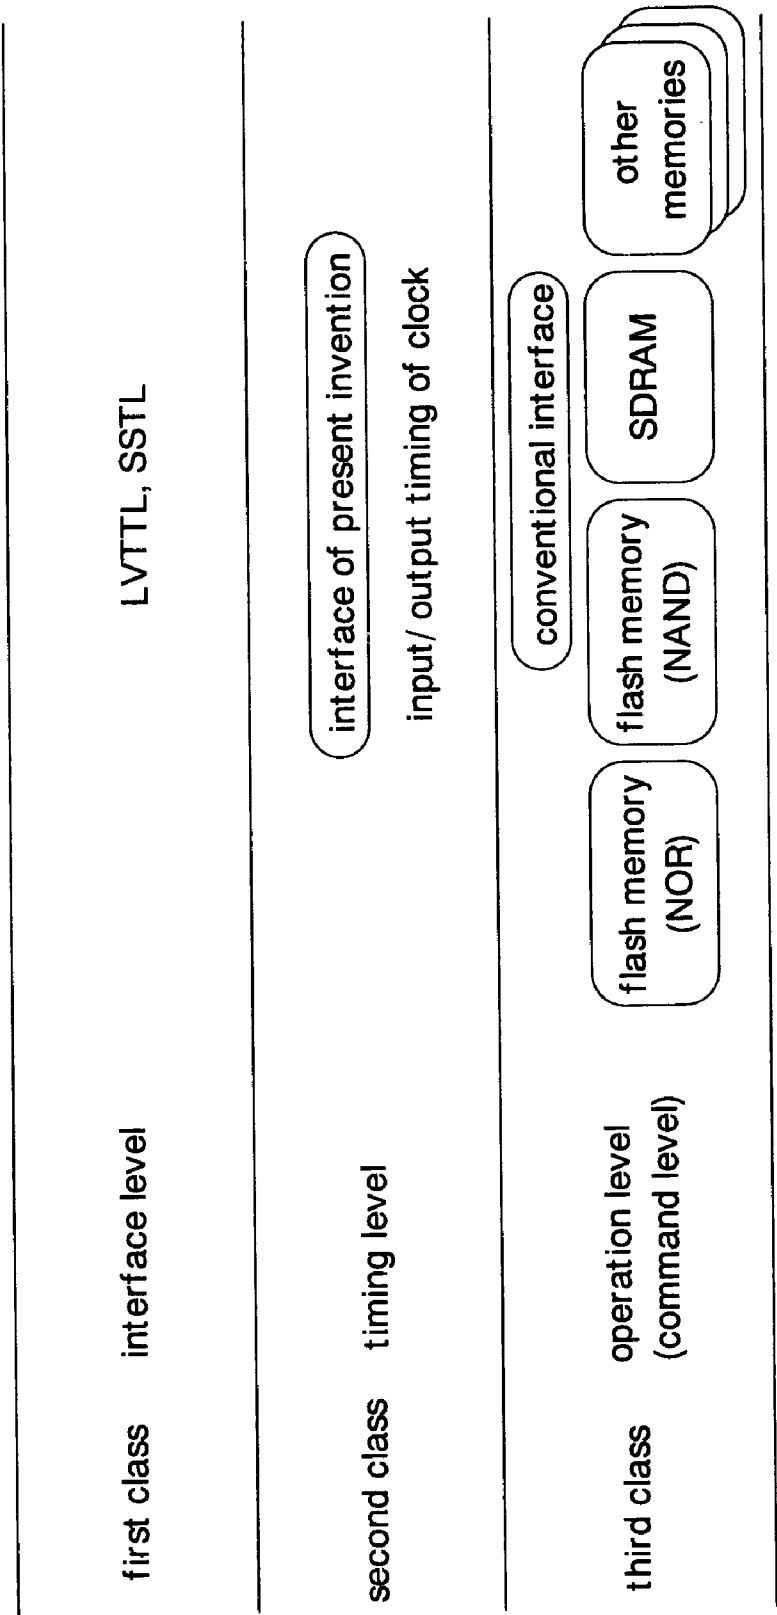 first class interface level LVTTL, SSTL
second class timing level interface of present invention
input/ output timing of clock
third class operation level
(command level)
conventional interface
flash memory
(NOR)
flash memory
(NAND)
SDRAM
other
memories